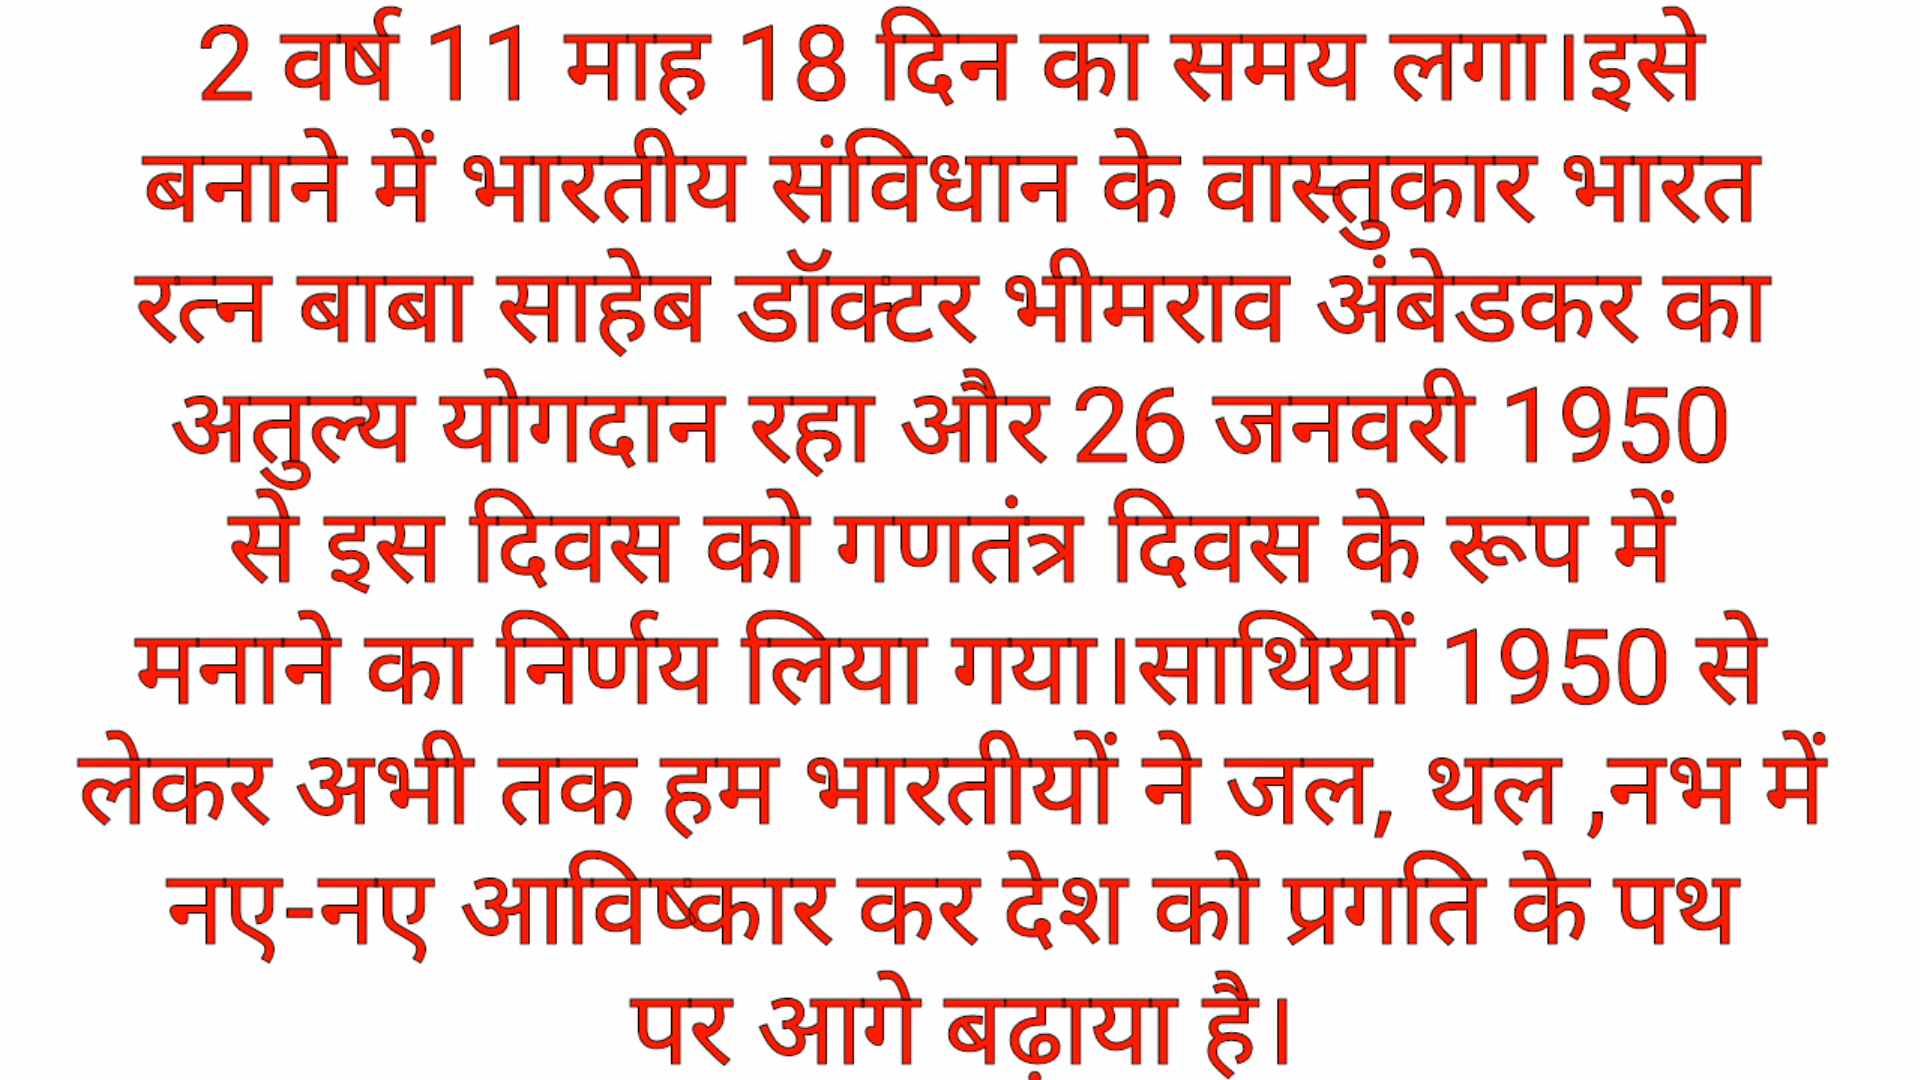 2 वर्ष 11 माह 18 दिन का समय लगा।इसे
बनाने में भारतीय संविधान के वास्तुकार भारत
रत्न बाबा साहेब डॉक्टर भीमराव अंबेडकर का
अतुल्य योगदान रहा और 26 जनवरी 1950
से इस दिवस को गणतंत्र दिवस के रूप में
मनाने का निर्णय लिया गया।साथियों 1950 से
लेकर अभी तक हम भारतीयों ने जल, थल ,नभ में
नए-नए आविष्कार कर देश को प्रगति के पथ
पर आगे बढ़ाया है।